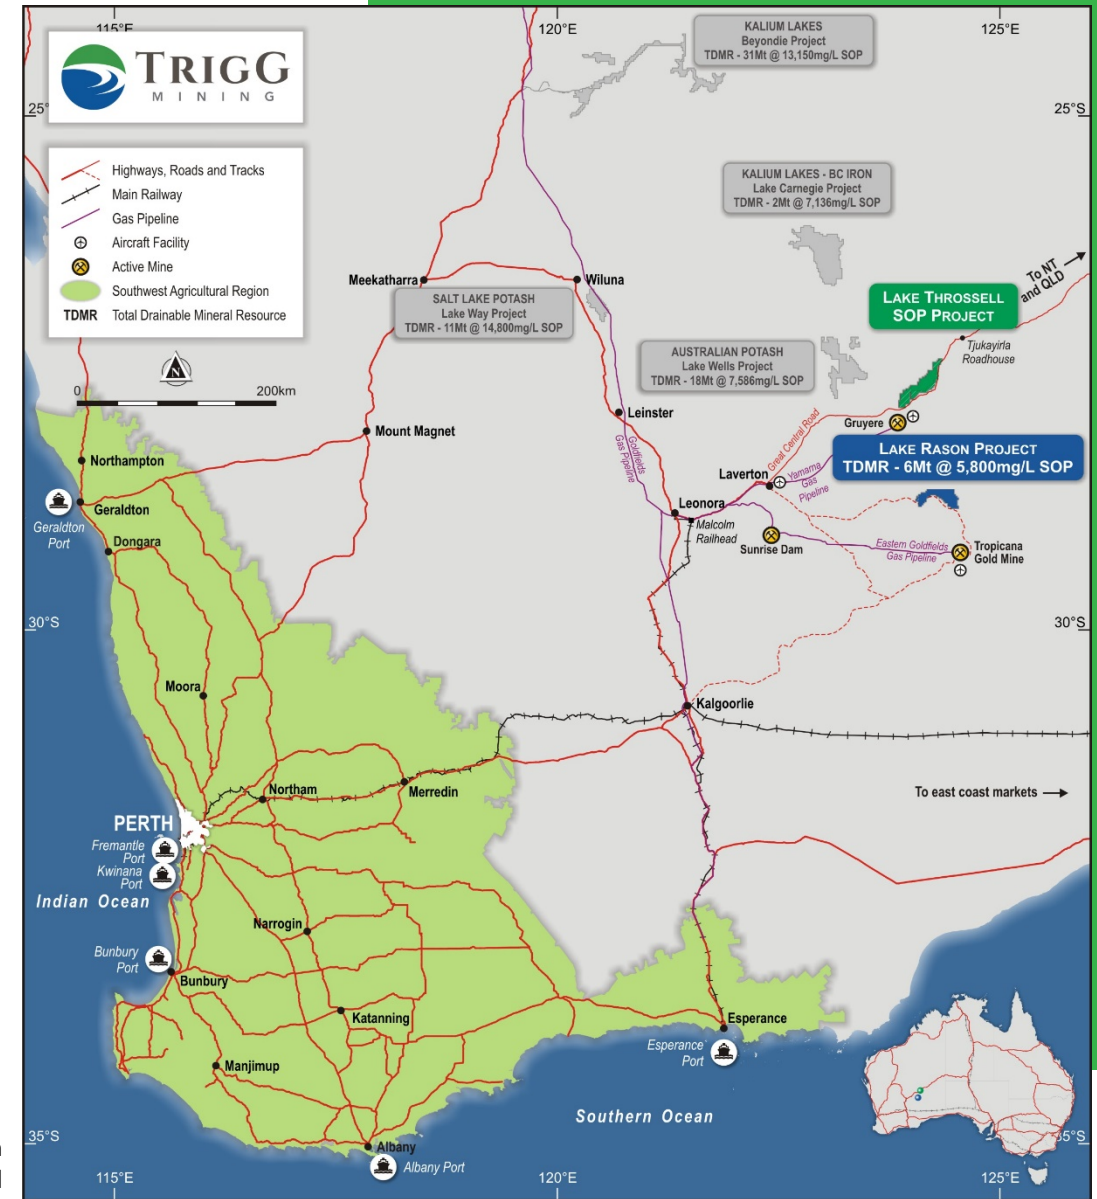 115°E
120°E
125°E
TRIGG
MINING
KALIUM LAKES
Beyondie Project
TDMR - 31Mt @ 13,150mg/L SOP
25°
25°S
Highways, Roads and Tracks
Main Railway
Gas Pipeline
Aircraft Facility
Active Mine
Southwest Agricultural Region
TDMR Total Drainable Mineral Resource
KALIUM LAKES - BC IRON
Lake Carnegie Project
TDMR - 2Mt @ 7,136mg/L SOP
To NT
and QLD
Meekatharra
Wiluna
SALT LAKE POTASH
Lake Way Project
TDMR - 11Mt @ 14,800mg/L SOP
LAKE THROSSELL
SOP PROJECT
Tjukayirla
Roadhouse
AUSTRALIAN POTASH
Lake Wells Project
TDMR - 18Mt @ 7,586mg/L SOP
N
0 200km
Leinster
Mount Magnet
Great Central Road
Gruyere
LAKE RASON PROJECT
TDMR - 6Mt @ 5,800mg/L SOP
Goldfields
Gas Pipeline
Northampton
Laverton
Yamama
Gas
Pipeline
Geraldton
Geraldton
Port
Leonora
Malcolm
Railhead
Dongara
Sunrise Dam
Eastern Goldfields
Gas Pipeline
Tropicana
Gold Mine
30°S
30°S
Moora
Kalgoorlie
Northam
Merredin
To east coast markets
PERTH
Fremantle
Port
Kwinana
Port
Indian Ocean
Narrogin
Bunbury
Port
Bunbury
Katanning
Esperance
Esperance
Port
Manjimup
Southern Ocean
35°S
35°S
Albany
Albany Port
115°E
120°E
125°E